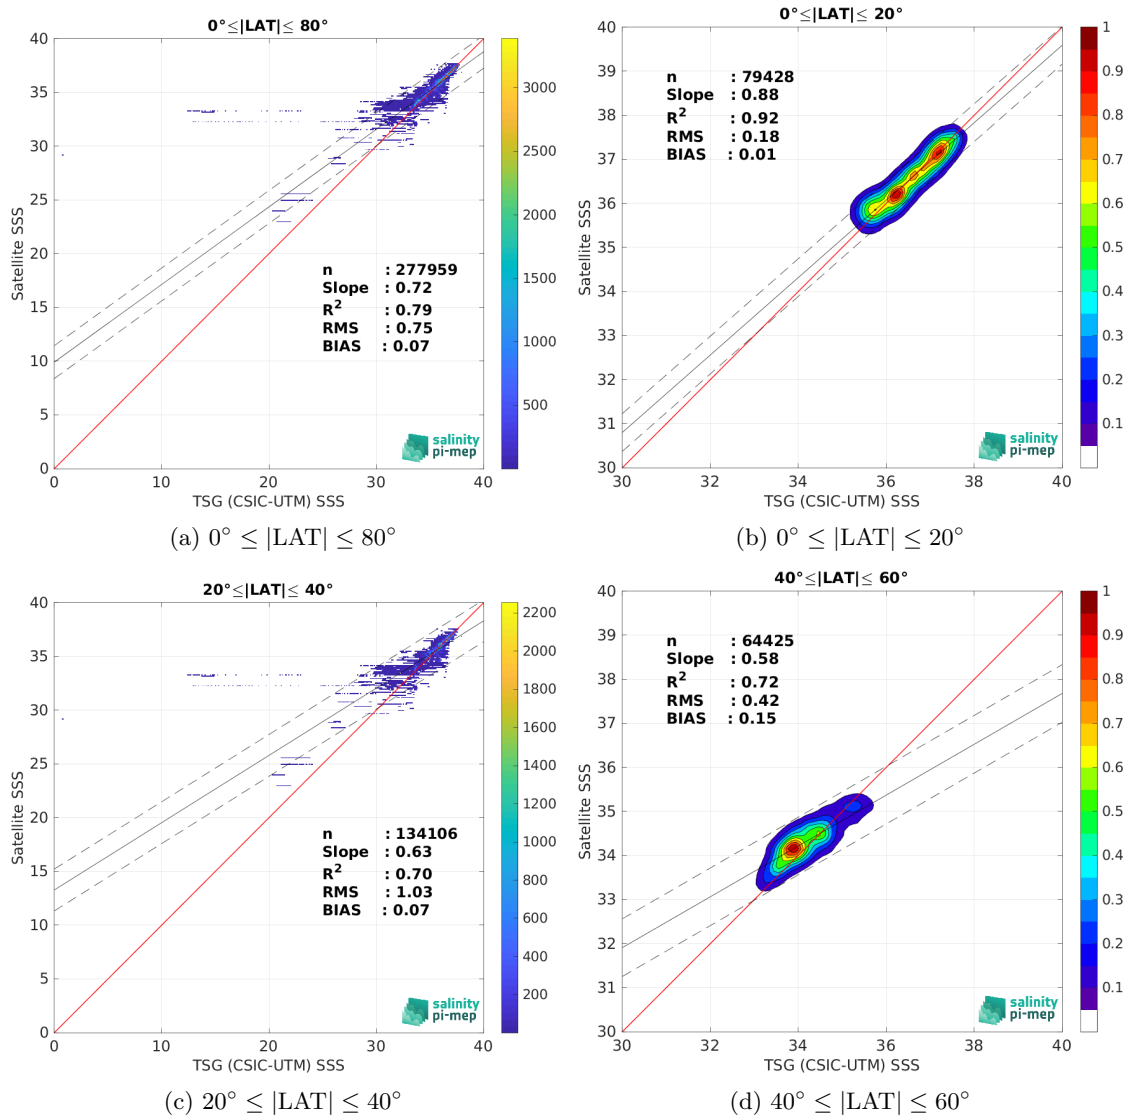 0°≤|LAT|≤ 80°
40
35
30
25
20
15
10
5
0
0
10
20
30
40
Satellite SSS
TSG (CSIC-UTM) SSS
n : 277959
Slope : 0.72
R² : 0.79
RMS : 0.75
BIAS : 0.07
salinity
pi-mep
3000
2500
2000
1500
1000
500
(a) 0° ≤ |LAT| ≤ 80°
0°≤|LAT|≤ 20°
40
39
38
37
36
35
34
33
32
31
30
30
32
34
36
38
40
Satellite SSS
TSG (CSIC-UTM) SSS
n : 79428
Slope : 0.88
R² : 0.92
RMS : 0.18
BIAS : 0.01
salinity
pi-mep
1
0.9
0.8
0.7
0.6
0.5
0.4
0.3
0.2
0.1
(b) 0° ≤ |LAT| ≤ 20°
20°≤|LAT|≤ 40°
40
35
30
25
20
15
10
5
0
0
10
20
30
40
Satellite SSS
TSG (CSIC-UTM) SSS
n : 134106
Slope : 0.63
R² : 0.70
RMS : 1.03
BIAS : 0.07
salinity
pi-mep
2200
2000
1800
1600
1400
1200
1000
800
600
400
200
(c) 20° ≤ |LAT| ≤ 40°
40°≤|LAT|≤ 60°
40
39
38
37
36
35
34
33
32
31
30
30
32
34
36
38
40
Satellite SSS
TSG (CSIC-UTM) SSS
n : 64425
Slope : 0.58
R² : 0.72
RMS : 0.42
BIAS : 0.15
salinity
pi-mep
1
0.9
0.8
0.7
0.6
0.5
0.4
0.3
0.2
0.1
(d) 40° ≤ |LAT| ≤ 60°